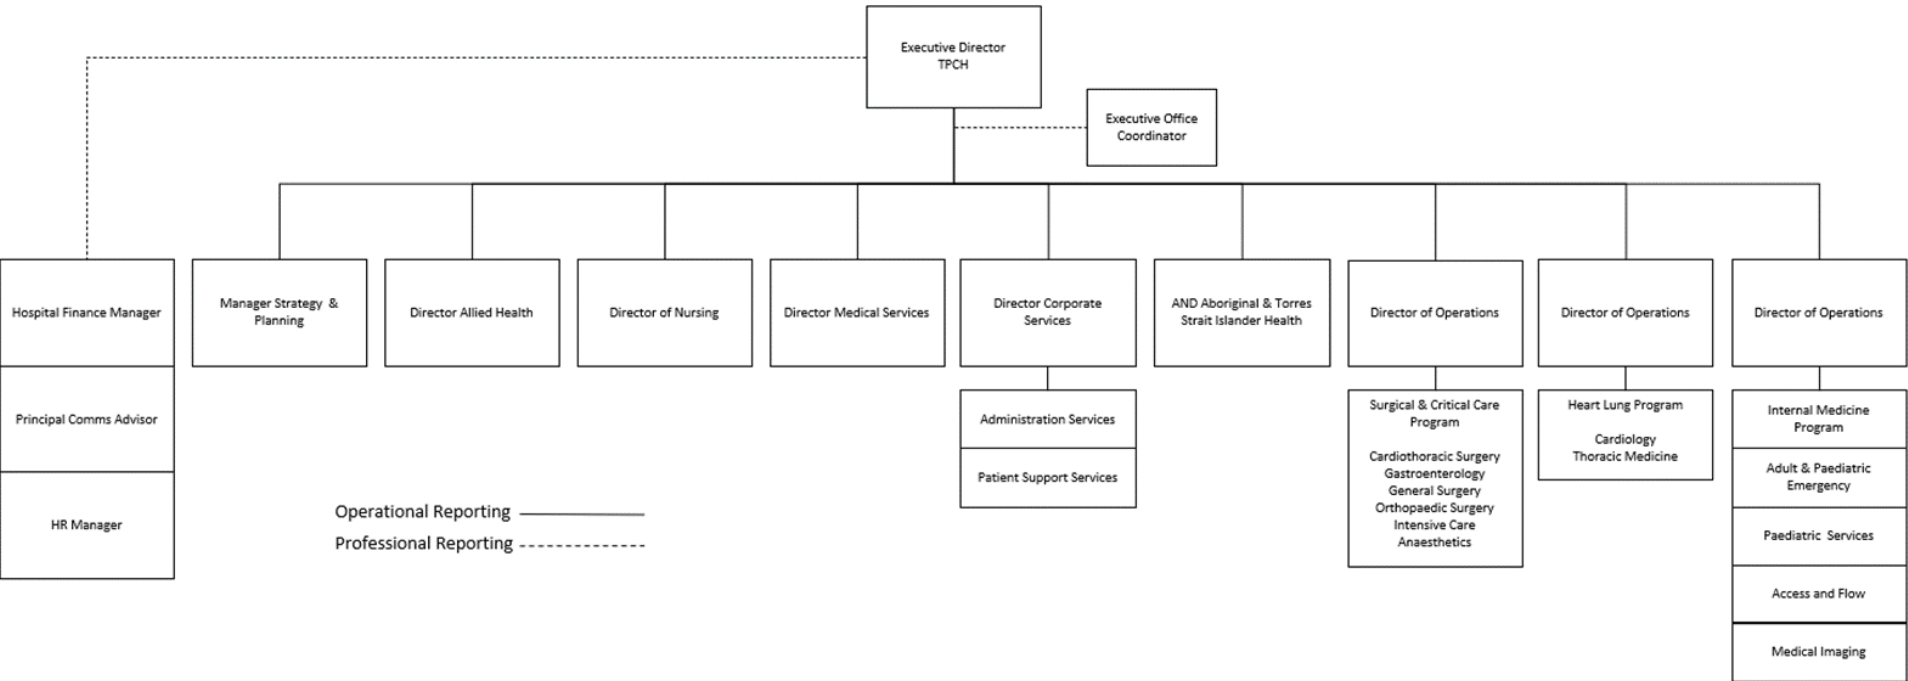 Executive Director
TPCH
Executive Office
Coordinator
Hospital Finance Manager
Principal Comms Advisor
HR Manager
Manager Strategy &
Planning
Director Allied Health
Director of Nursing
Director Medical Services
Director Corporate
Services
Administration Services
Patient Support Services
AND Aboriginal & Torres
Strait Islander Health
Director of Operations
Surgical & Critical Care
Program
Cardiothoracic Surgery
Gastroenterology
General Surgery
Orthopaedic Surgery
Intensive Care
Anaesthetics
Director of Operations
Heart Lung Program
Cardiology
Thoracic Medicine
Director of Operations
Internal Medicine
Program
Adult & Paediatric
Emergency
Paediatric Services
Access and Flow
Medical Imaging
Operational Reporting
Professional Reporting